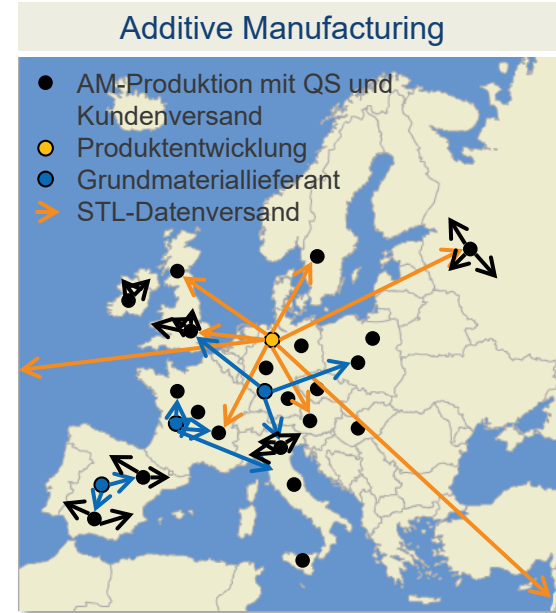 Additive Manufacturing
AM-Produktion mit QS und
Kundenversand
Produktentwicklung
Grundmateriallieferant
STL-Datenversand